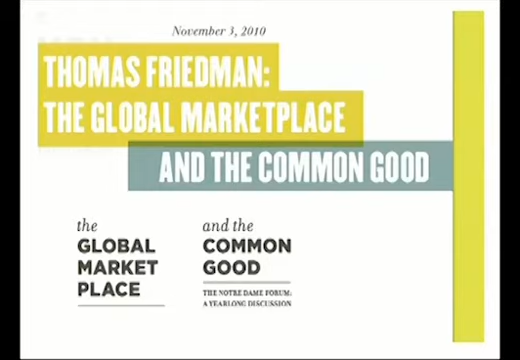 November 3, 2010
THOMAS FRIEDMAN:
THE GLOBAL MARKETPLACE
AND THE COMMON GOOD
the
GLOBAL
MARKET
PLACE
and the
COMMON
GOOD
THE NOTRE DAME FORUM:
A YEARLONG DISCUSSION